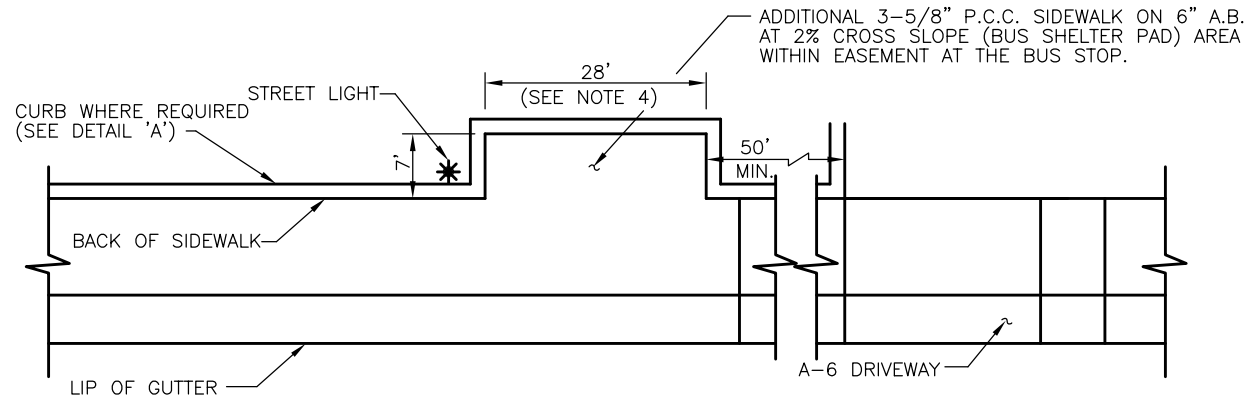 ADDITIONAL 3-5/8" P.C.C. SIDEWALK ON 6" A.B.
AT 2% CROSS SLOPE (BUS SHELTER PAD) AREA
WITHIN EASEMENT AT THE BUS STOP.
28'
(SEE NOTE 4)
STREET LIGHT
CURB WHERE REQUIRED
(SEE DETAIL 'A')
7'
50'
MIN.
BACK OF SIDEWALK
A-6 DRIVEWAY
LIP OF GUTTER